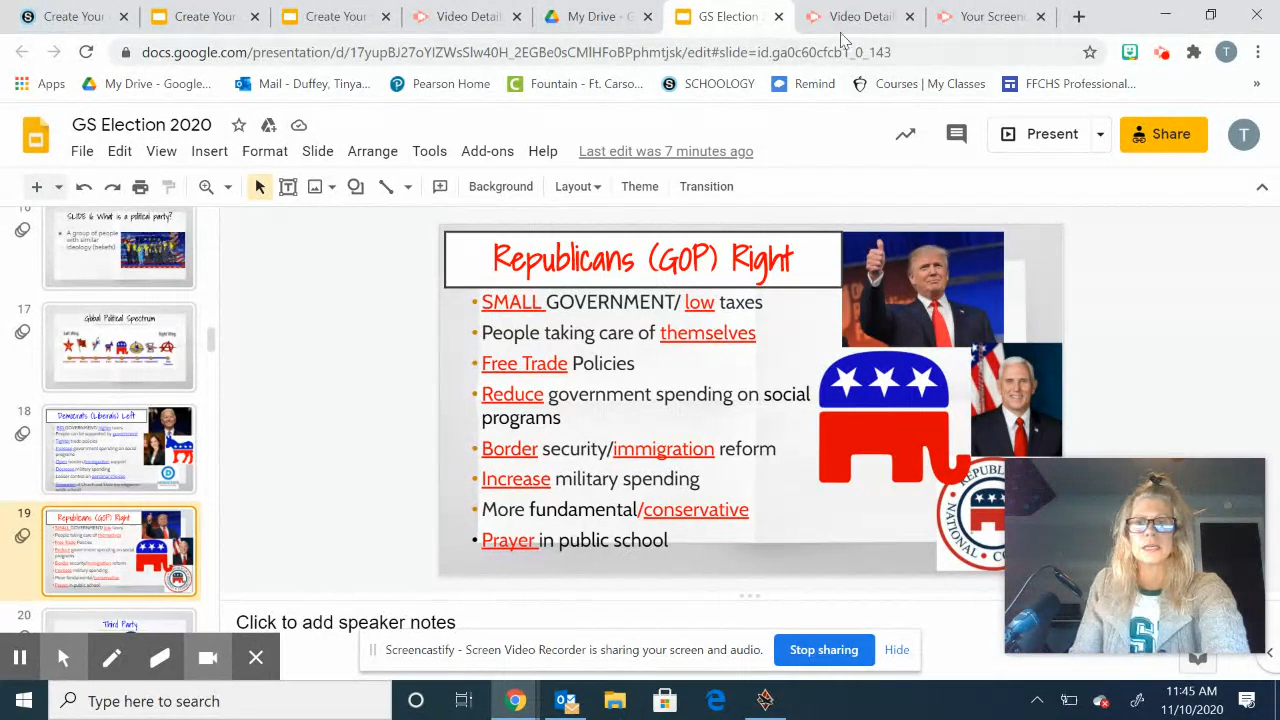 Create Your
Create Your
Create Your
Video Detail
My Drive - G
GS Election
Video Detail
Your Screen
docs.google.com/presentation/d/17yupBJ27oYlZWsSlw40H_2EGBe0sCMlHFoBPphmtjsk/edit#slide=id.ga0c60cfcb1_0_143
Apps
My Drive - Google...
Mail - Duffey, Tinya...
Pearson Home
Fountain - Ft. Carso...
SCHOOLOGY
Remind
Courses | My Classes
FFCHS Professional...
»
GS Election 2020
File Edit View Insert Format Slide Arrange Tools Add-ons Help Last edit was 7 minutes ago
Present
Share
T
Background Layout Theme Transition
SLIDE 6 What is a political party?
A group of people
with similar
ideology (beliefs)
17
Global Political Spectrum
18
Democrats (Liberals) Left
19
Republicans (GOP) Right
20
Third Party
Republicans (GOP) Right
• SMALL GOVERNMENT/ low taxes
• People taking care of themselves
• Free Trade Policies
• Reduce government spending on social
programs
• Border security/immigration reform
• Increase military spending
• More fundamental/conservative
• Prayer in public school
Click to add speaker notes
Screencastify - Screen Video Recorder is sharing your screen and audio.
Stop sharing
Hide
Type here to search
11:45 AM
11/10/2020